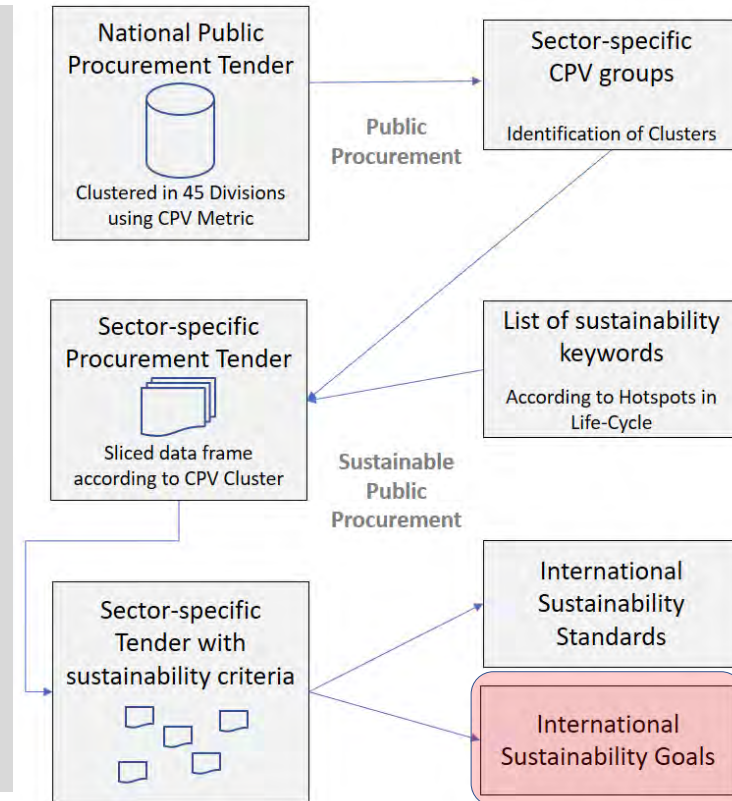 National Public
Procurement Tender
Clustered in 45 Divisions
using CPV Metric
Public
Procurement
Sector-specific
CPV groups
Identification of Clusters
Sector-specific
Procurement Tender
Sliced data frame
according to CPV Cluster
List of sustainability
keywords
According to Hotspots in
Life-Cycle
Sustainable
Public
Procurement
Sector-specific
Tender with
sustainability criteria
International
Sustainability
Standards
International
Sustainability Goals